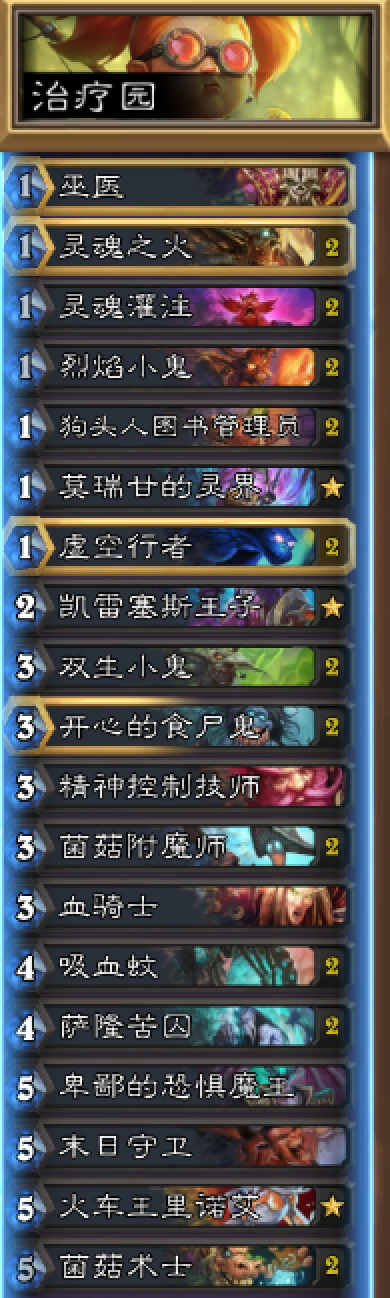 治疗园
1 巫医
1 灵魂之火 2
1 灵魂灌注 2
1 烈焰小鬼 2
1 狗头人图书管理员 2
1 莫瑞甘的灵界
1 虚空行者 2
2 凯雷塞斯王子
3 双生小鬼 2
3 开心的食尸鬼 2
3 精神控制技师
3 菌菇附魔师 2
3 血骑士
4 吸血蚊 2
4 萨隆苦囚 2
5 卑鄙的恐惧魔王
5 末日守卫
5 火车王里诺艾
5 菌菇术士 2